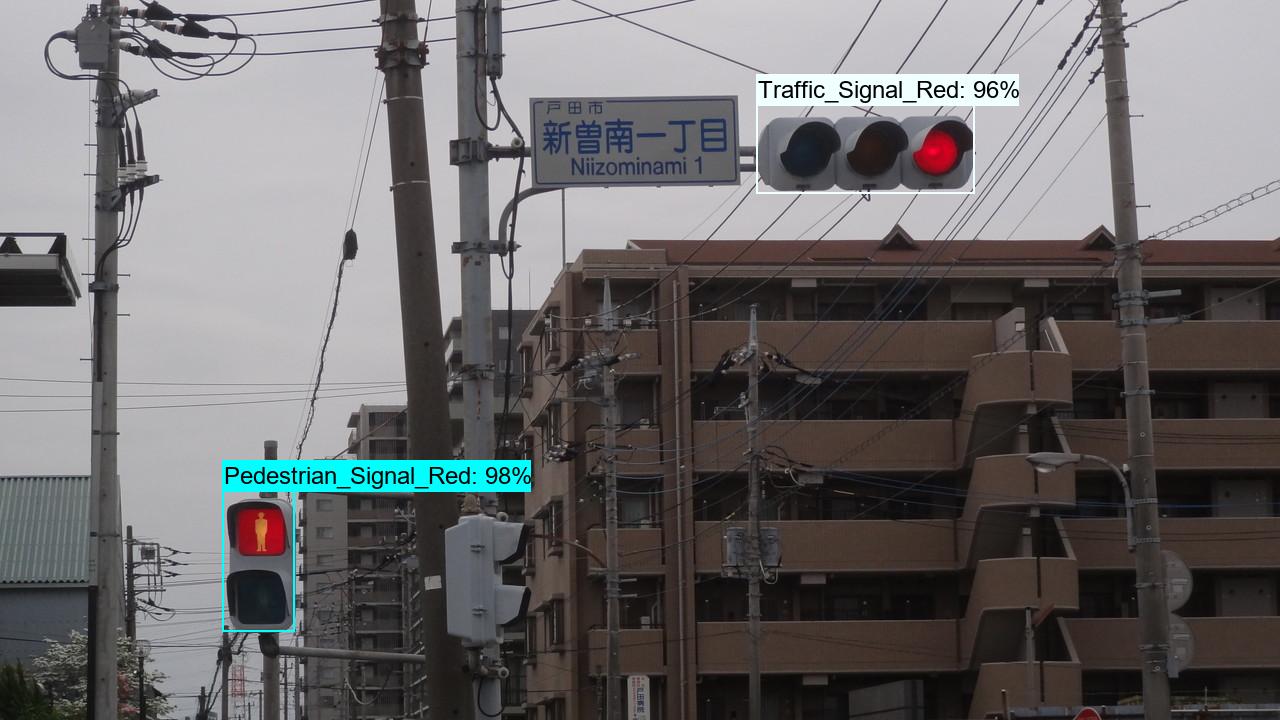 Traffic_Signal_Red: 96%
戸田市
新曽南一丁目
Niizominami 1
Pedestrian_Signal_Red: 98%